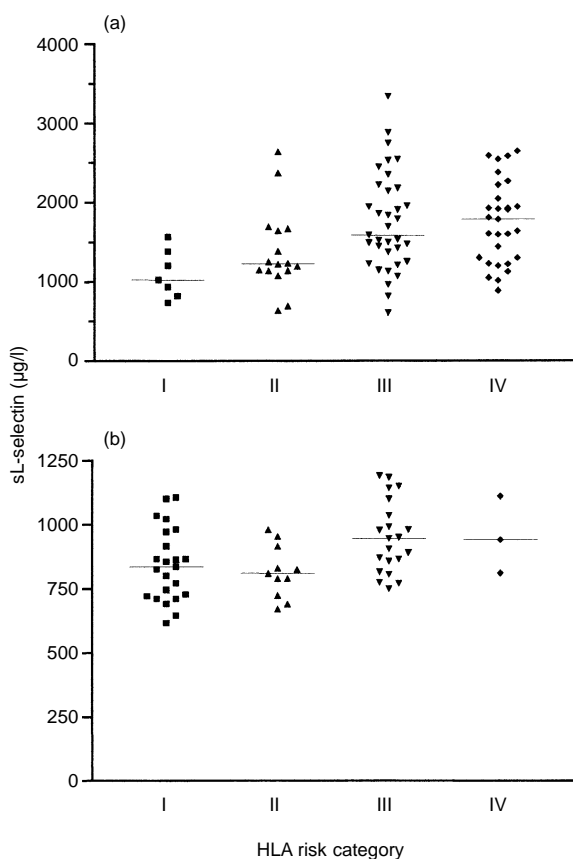 (a)
4000
3000
2000
1000
0
I II III IV
sL-selectin (µg/l)
(b)
1250
1000
750
500
250
0
I II III IV
HLA risk category